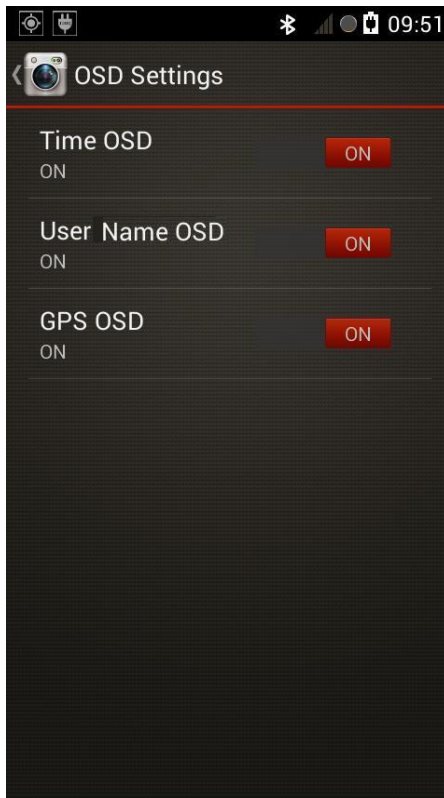 09:51
OSD Settings
Time OSD
ON
ON
User Name OSD
ON
ON
GPS OSD
ON
ON